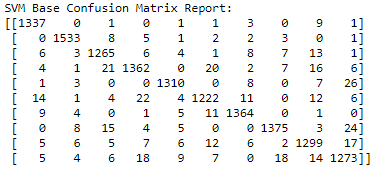 SVM Base Confusion Matrix Report:
[[1337 0 1 0 1 1 3 0 9 1]
[ 0 1533 8 5 1 2 2 3 0 1]
[ 6 3 1265 6 4 1 8 7 13 1]
[ 4 1 21 1362 0 20 2 7 16 6]
[ 1 3 0 0 1310 0 8 0 7 26]
[ 14 1 4 22 4 1222 11 0 12 6]
[ 9 4 0 1 5 11 1364 0 1 0]
[ 0 8 15 4 5 0 0 1375 3 24]
[ 5 6 5 7 6 12 6 2 1299 17]
[ 5 4 6 18 9 7 0 18 14 1273]]